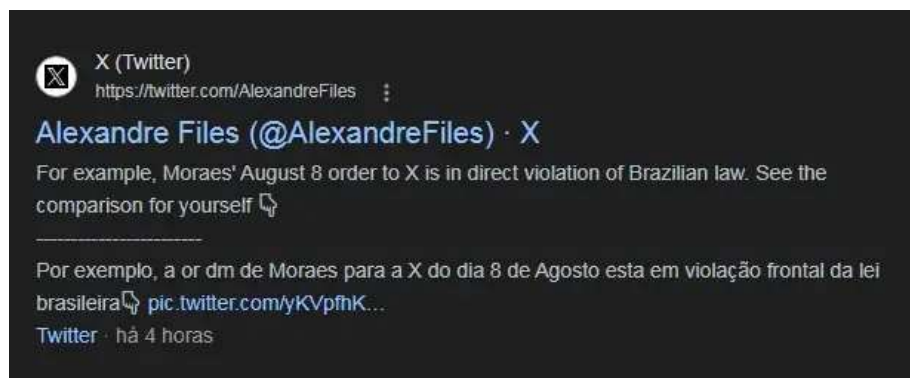 X (Twitter)
https://twitter.com/AlexandreFiles
Alexandre Files (@AlexandreFiles) · X
For example, Moraes' August 8 order to X is in direct violation of Brazilian law. See the
comparison for yourself 👇
-----------------------
Por exemplo, a or dm de Moraes para a X do dia 8 de Agosto esta em violação frontal da lei
brasileira👇 pic.twitter.com/yKVpfhK...
Twitter · há 4 horas